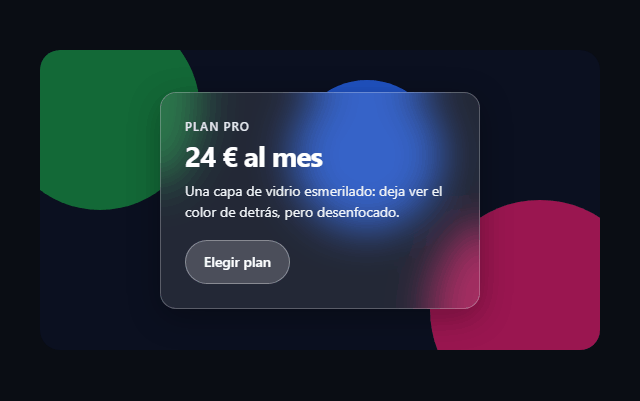 PLAN PRO
24 € al mes
Una capa de vidrio esmerilado: deja ver el
color de detrás, pero desenfocado.
Elegir plan